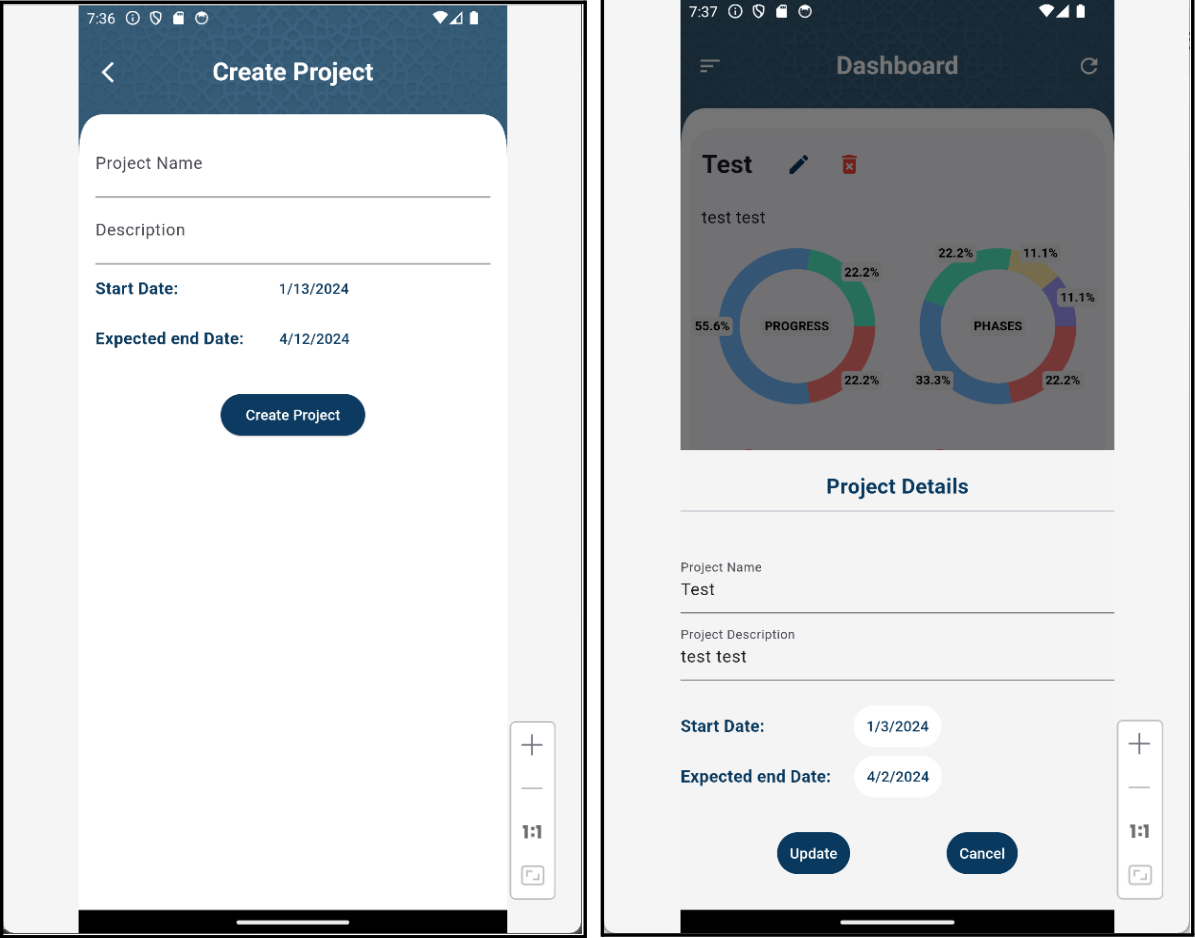 7:36
Create Project
Project Name
Description
Start Date: 1/13/2024
Expected end Date: 4/12/2024
Create Project
1:1
7:37
Dashboard
Test
test test
22.2%
55.6%
PROGRESS
22.2%
22.2%
11.1%
11.1%
PHASES
33.3%
22.2%
Project Details
Project Name
Test
Project Description
test test
Start Date: 1/3/2024
Expected end Date: 4/2/2024
Update Cancel
1:1